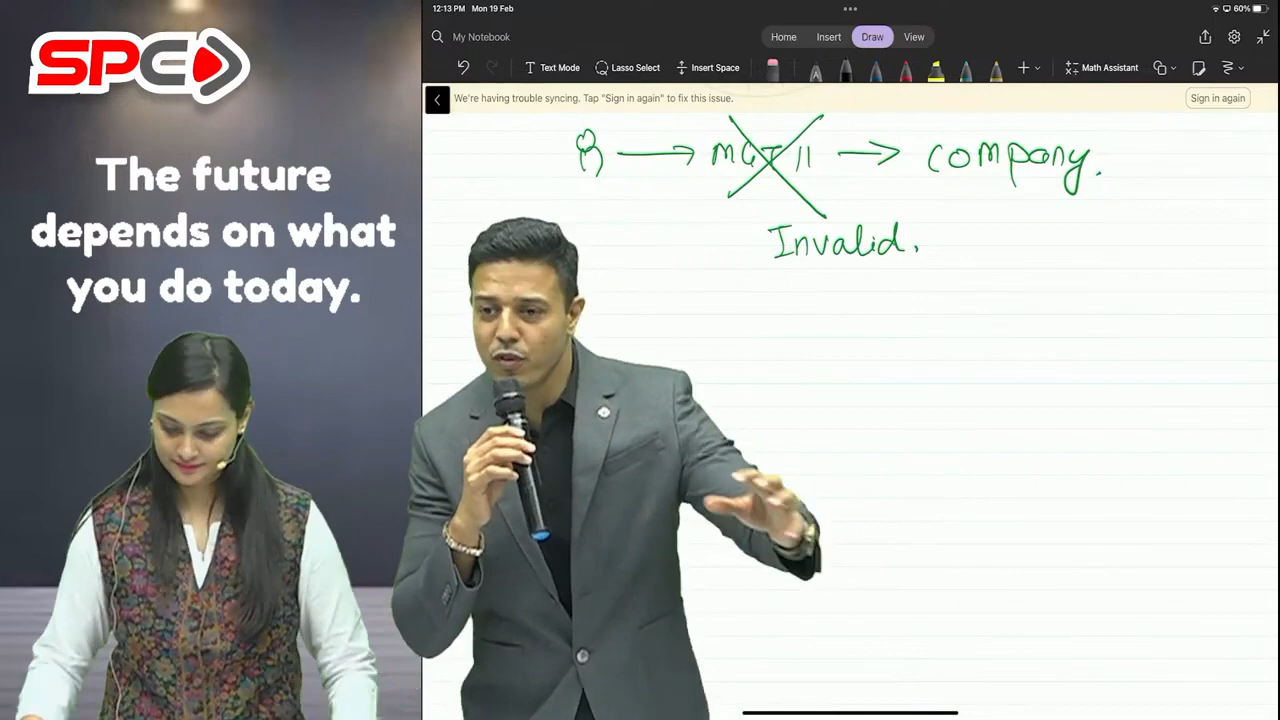 SPE
The future
depends on what
you do today.
12:13 PM Mon 19 Feb
60%
My Notebook
Home Insert Draw View
Text Mode Lasso Select Insert Space Math Assistant
We're having trouble syncing. Tap "Sign in again" to fix this issue. Sign in again
R → MGT 11 → company.
Invalid.